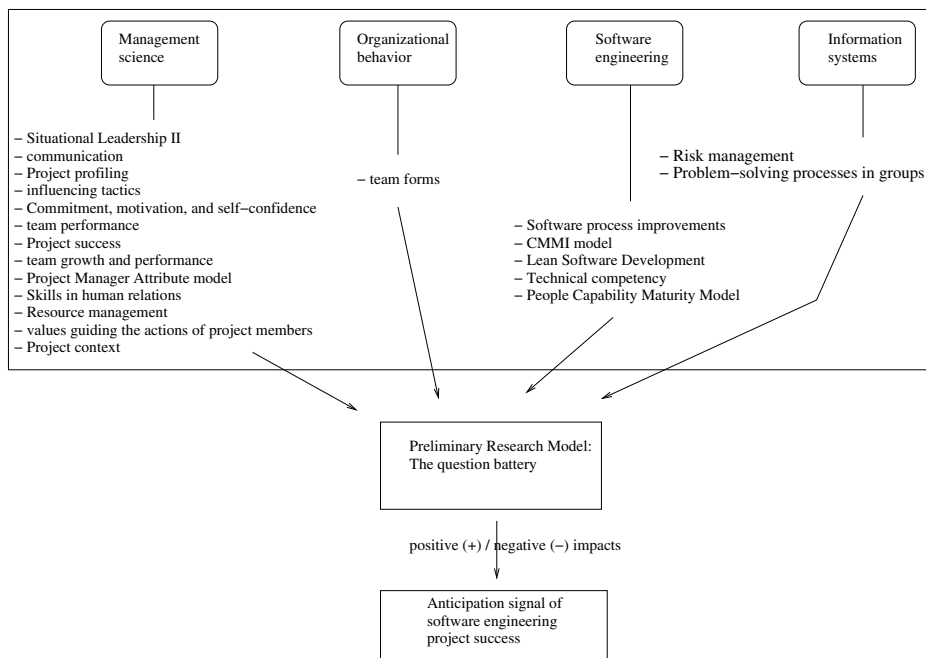 Management
science
Organizational
behavior
Software
engineering
Information
systems
− Situational Leadership II
− communication
− Project profiling
− influencing tactics
− Commitment, motivation, and self−confidence
− team performance
− Project success
− team growth and performance
− Project Manager Attribute model
− Skills in human relations
− Resource management
− values guiding the actions of project members
− Project context
− team forms
− Software process improvements
− CMMI model
− Lean Software Development
− Technical competency
− People Capability Maturity Model
− Risk management
− Problem−solving processes in groups
Preliminary Research Model:
The question battery
positive (+) / negative (−) impacts
Anticipation signal of
software engineering
project success